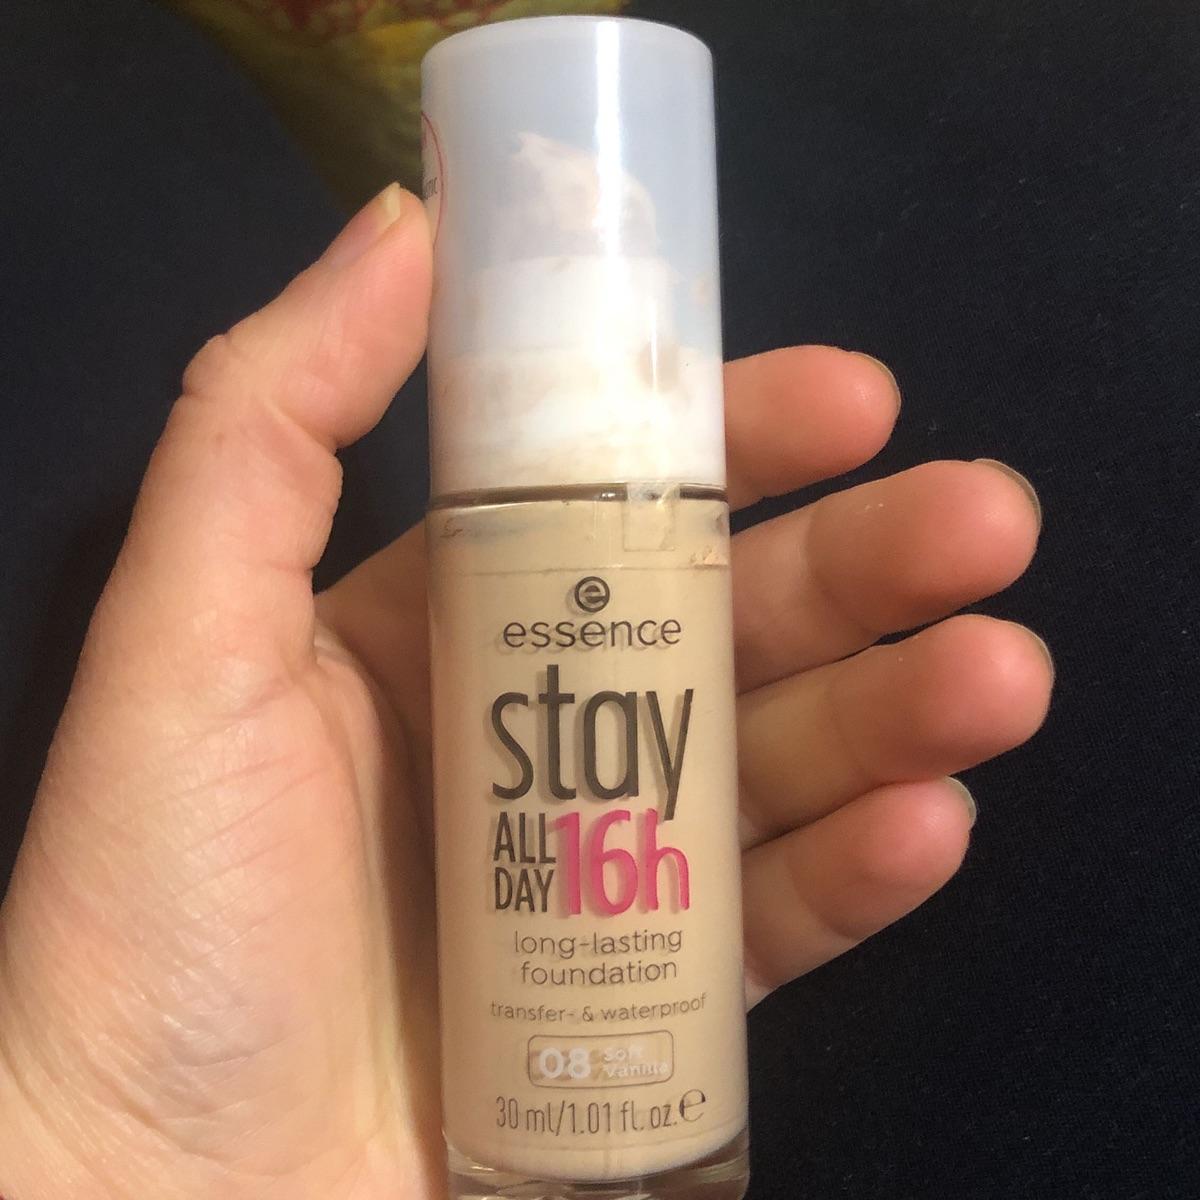 essence
stay
ALL
DAY 16h
long-lasting
foundation
transfer- & waterproof
08 Soft
Vanilla
30 ml/1.01 fl. oz. ℮